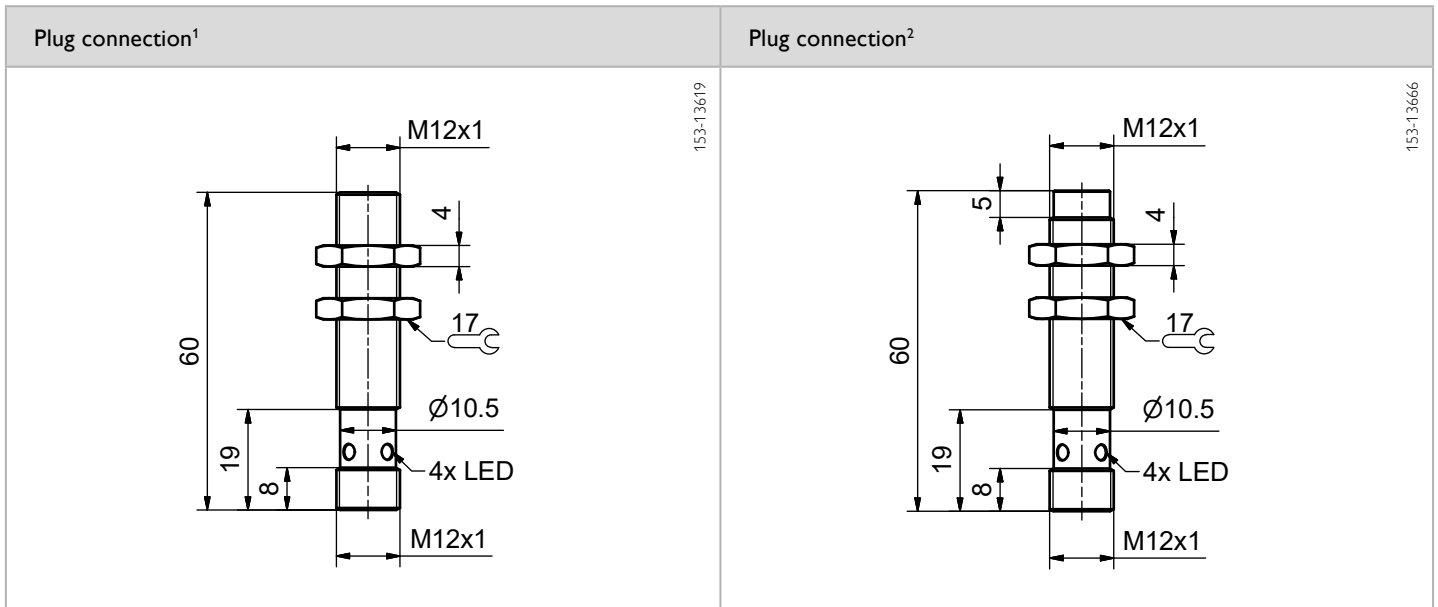 Plug connection¹
Plug connection²
153-13619
M12x1
4
60
17
Ø10.5
19
4x LED
8
M12x1
153-13666
M12x1
5
4
60
17
Ø10.5
19
4x LED
8
M12x1